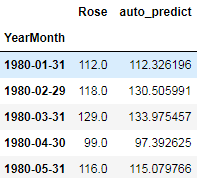 Rose auto_predict
YearMonth
1980-01-31 112.0 112.326196
1980-02-29 118.0 130.505991
1980-03-31 129.0 133.975457
1980-04-30 99.0 97.392625
1980-05-31 116.0 115.079766